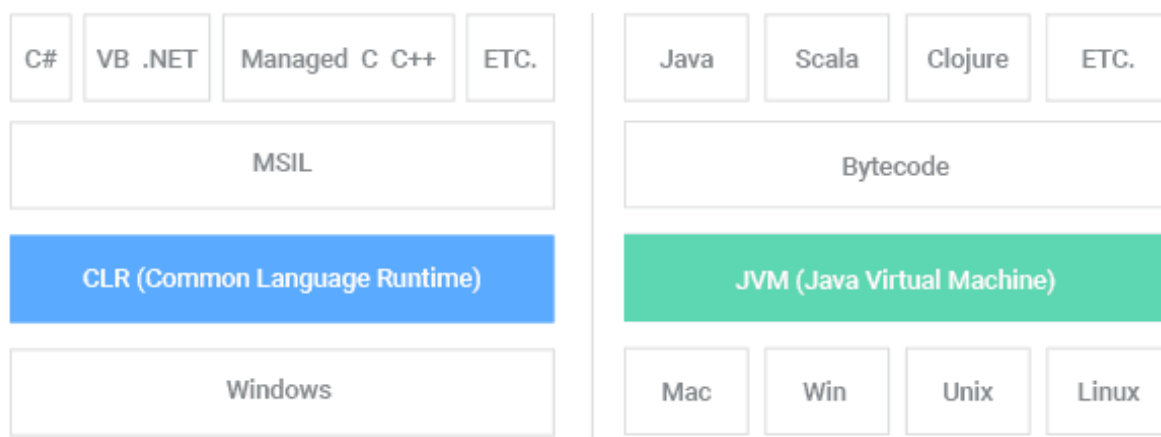 C# VB .NET Managed C C++ ETC.
MSIL
CLR (Common Language Runtime)
Windows
Java Scala Clojure ETC.
Bytecode
JVM (Java Virtual Machine)
Mac Win Unix Linux